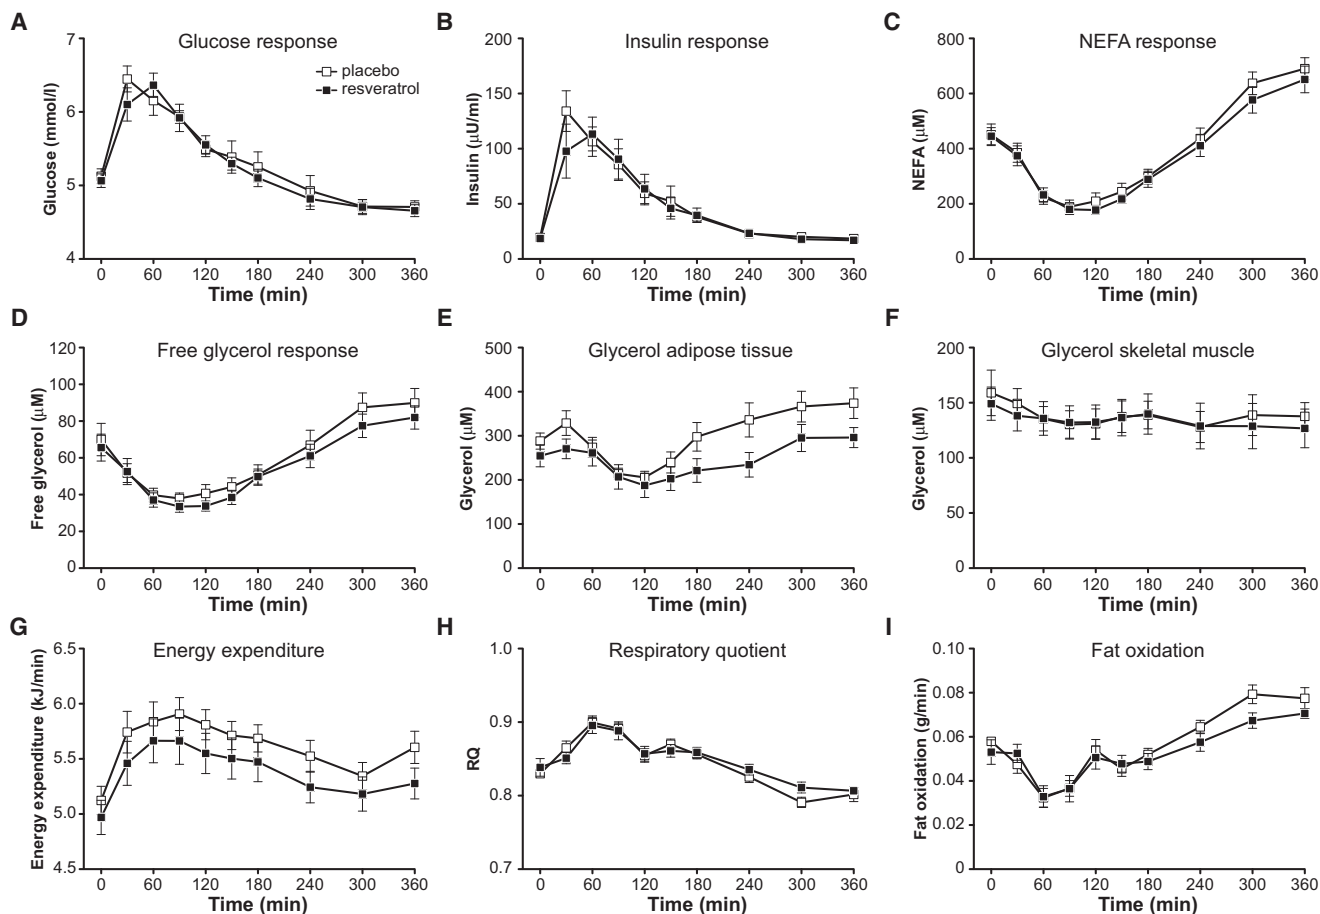 A
Glucose response
Glucose (mmol/l)
7
6
5
4
placebo
resveratrol
0 60 120 180 240 300 360
Time (min)
B
Insulin response
Insulin (μU/ml)
200
150
100
50
0
0 60 120 180 240 300 360
Time (min)
C
NEFA response
NEFA (μM)
800
600
400
200
0
0 60 120 180 240 300 360
Time (min)
D
Free glycerol response
Free glycerol (μM)
120
100
80
60
40
20
0
0 60 120 180 240 300 360
Time (min)
E
Glycerol adipose tissue
Glycerol (μM)
500
400
300
200
100
0
0 60 120 180 240 300 360
Time (min)
F
Glycerol skeletal muscle
Glycerol (μM)
200
150
100
50
0
0 60 120 180 240 300 360
Time (min)
G
Energy expenditure
Energy expenditure (kJ/min)
6.5
6.0
5.5
5.0
4.5
0 60 120 180 240 300 360
Time (min)
H
Respiratory quotient
RQ
1.0
0.9
0.8
0.7
0 60 120 180 240 300 360
Time (min)
I
Fat oxidation
Fat oxidation (g/min)
0.10
0.08
0.06
0.04
0.02
0
0 60 120 180 240 300 360
Time (min)